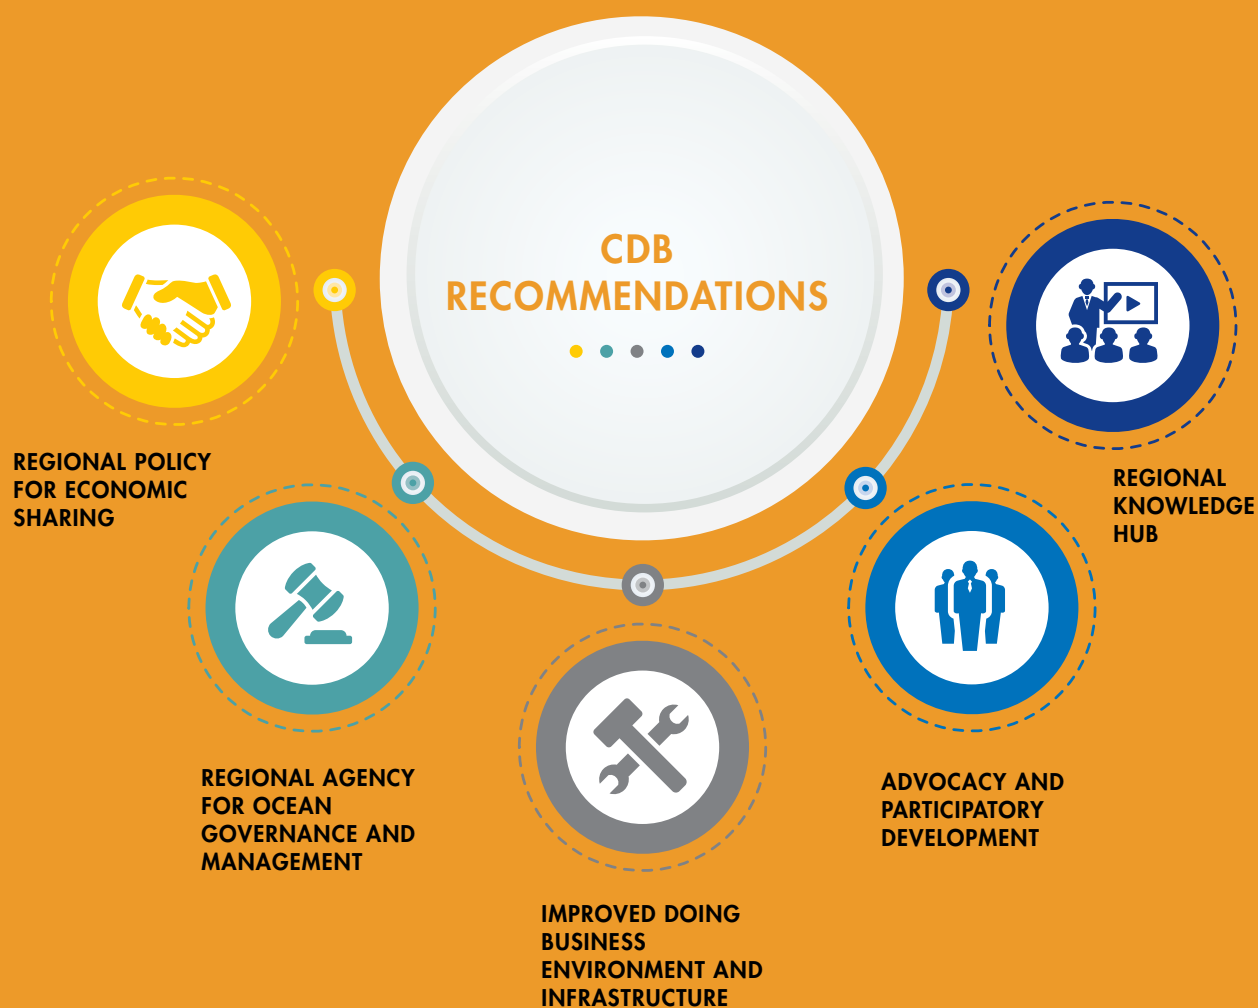 CDB
RECOMMENDATIONS
REGIONAL POLICY
FOR ECONOMIC
SHARING
REGIONAL AGENCY
FOR OCEAN
GOVERNANCE AND
MANAGEMENT
IMPROVED DOING
BUSINESS
ENVIRONMENT AND
INFRASTRUCTURE
ADVOCACY AND
PARTICIPATORY
DEVELOPMENT
REGIONAL
KNOWLEDGE
HUB